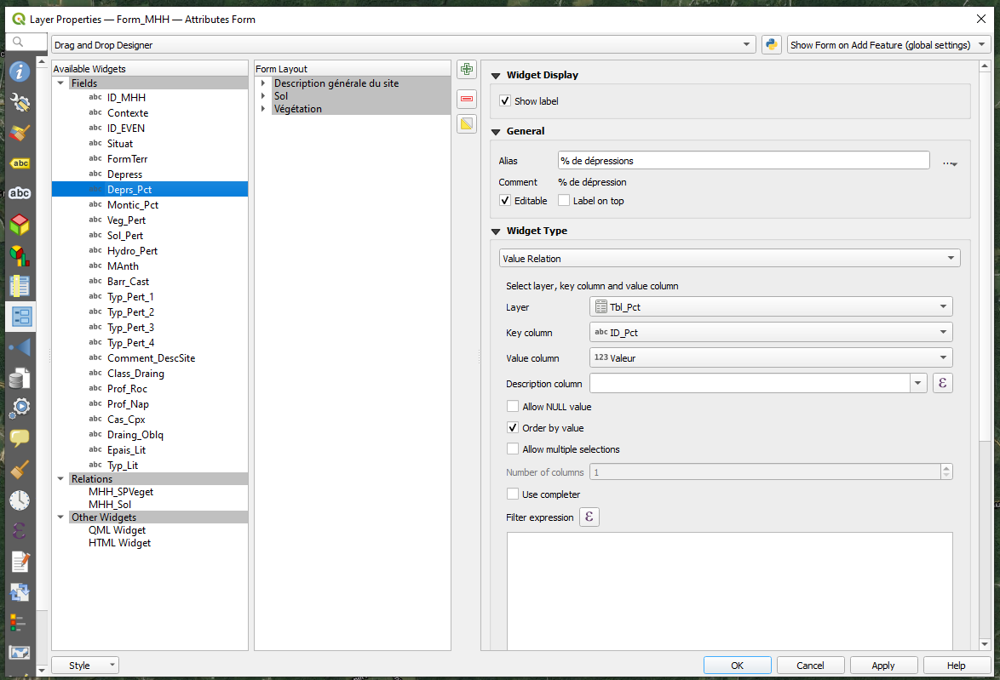 Layer Properties — Form_MHH — Attributes Form
Drag and Drop Designer
Show Form on Add Feature (global settings)
Available Widgets
Fields
abc ID_MHH
abc Contexte
abc ID_EVEN
abc Situat
abc FormTerr
abc Depress
abc Deprs_Pct
abc Montic_Pct
abc Veg_Pert
abc Sol_Pert
abc Hydro_Pert
abc MAnth
abc Barr_Cast
abc Typ_Pert_1
abc Typ_Pert_2
abc Typ_Pert_3
abc Typ_Pert_4
abc Comment_DescSite
abc Class_Draing
abc Prof_Roc
abc Prof_Nap
abc Cas_Cpx
abc Draing_Oblq
abc Epais_Lit
abc Typ_Lit
Relations
MHH_SPVeget
MHH_Sol
Other Widgets
QML Widget
HTML Widget
Form Layout
Description générale du site
Sol
Végétation
Widget Display
Show label
General
Alias % de dépressions ...
Comment % de dépression
Editable Label on top
Widget Type
Value Relation
Select layer, key column and value column
Layer Tbl_Pct
Key column abc ID_Pct
Value column 123 Valeur
Description column ε
Allow NULL value
Order by value
Allow multiple selections
Number of columns 1
Use completer
Filter expression ε
abc
abc
Style
OK Cancel Apply Help